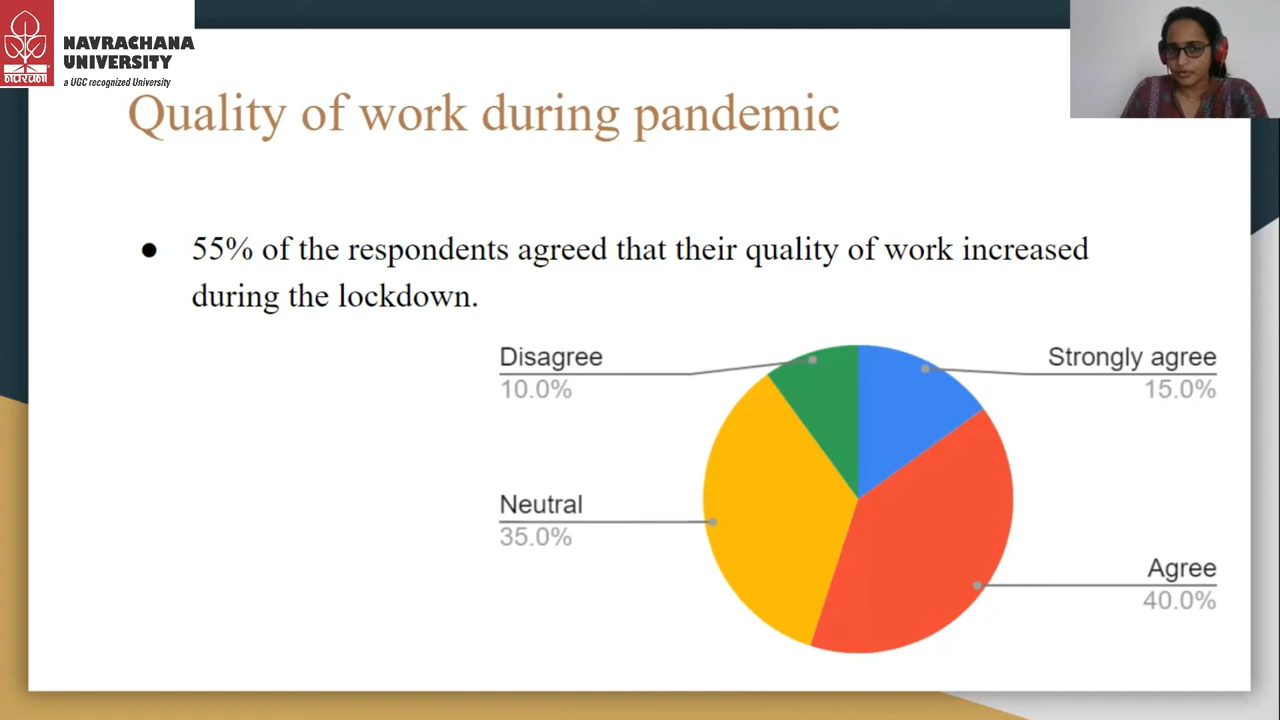 नवरचना
NAVRACHANA
UNIVERSITY
a UGC recognized University
Quality of work during pandemic
● 55% of the respondents agreed that their quality of work increased
during the lockdown.
Disagree
10.0%
Strongly agree
15.0%
Neutral
35.0%
Agree
40.0%